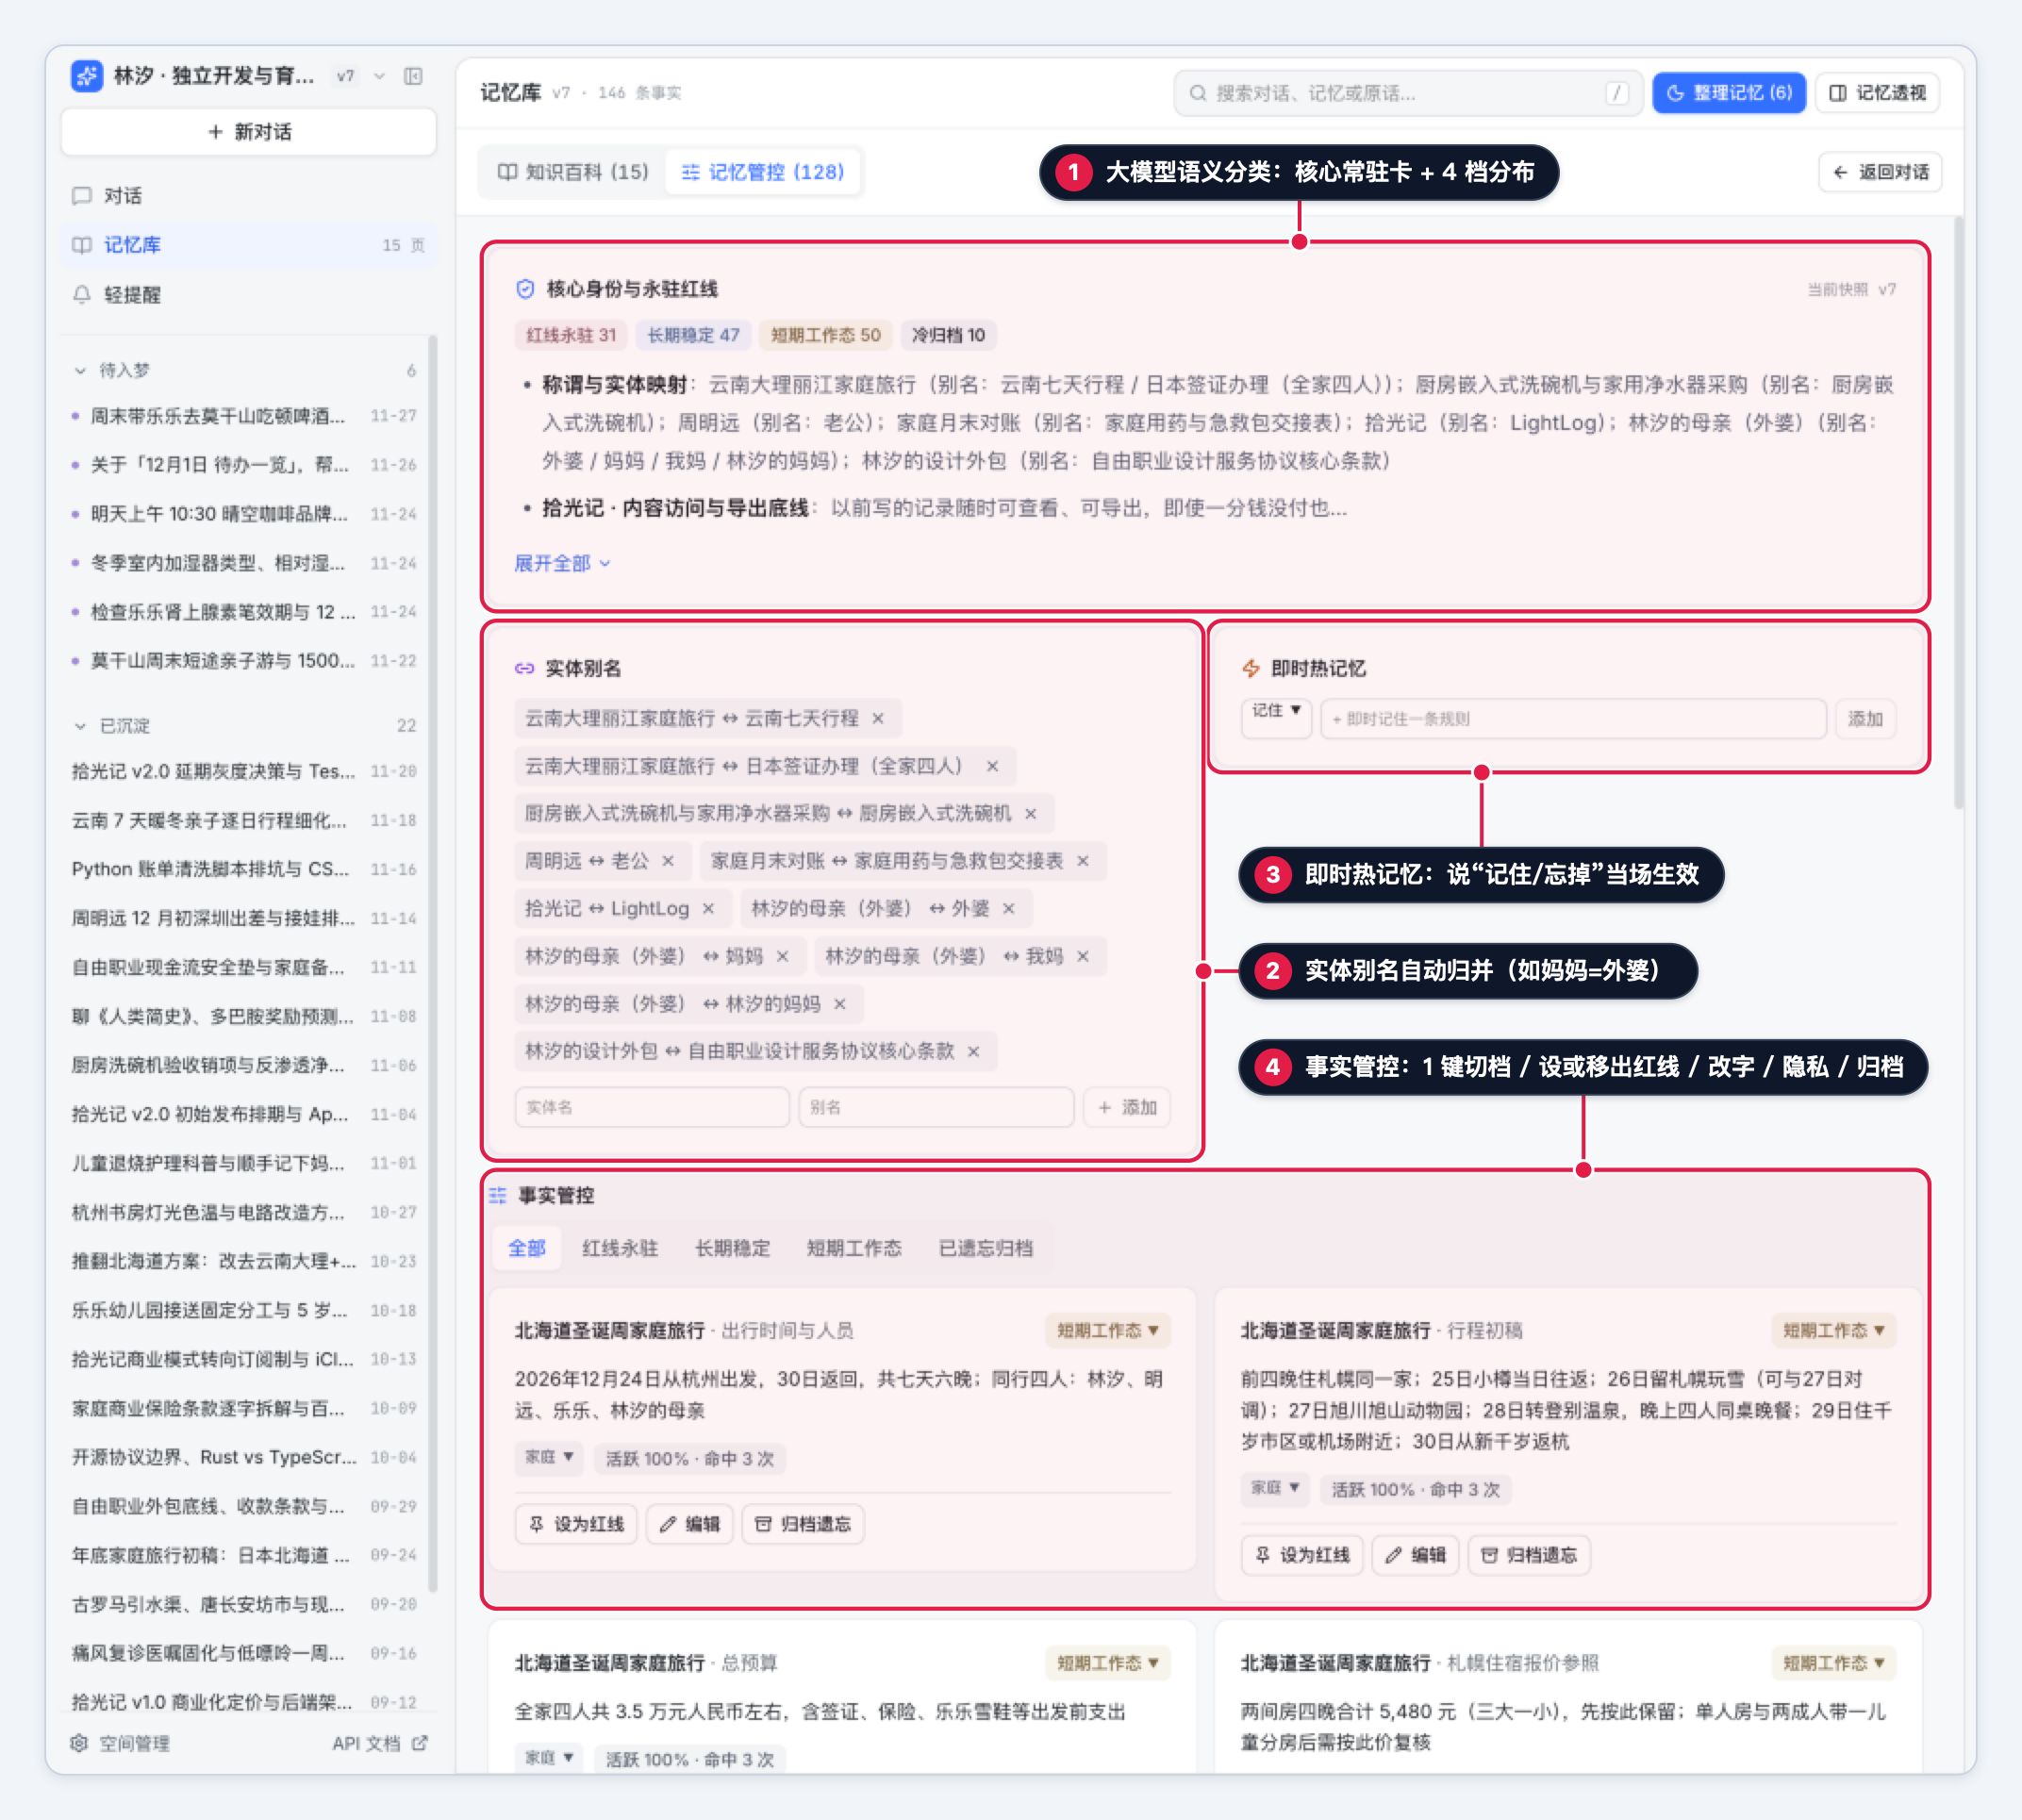 林汐 · 独立开发与育... v7
+ 新对话
对话
记忆库 15 页
轻提醒
待入梦 6
周末带乐乐去莫干山吃顿啤酒... 11-27
关于「12月1日 待办一览」，帮... 11-26
明天上午 10:30 晴空咖啡品牌... 11-24
冬季室内加湿器类型、相对湿... 11-24
检查乐乐肾上腺素笔效期与 12 ... 11-24
莫干山周末短途亲子游与 1500... 11-22
已沉淀 22
拾光记 v2.0 延期灰度决策与 Tes... 11-20
云南 7 天暖冬亲子逐日行程细化... 11-18
Python 账单清洗脚本排坑与 CS... 11-16
周明远 12 月初深圳出差与接娃排... 11-14
自由职业现金流安全垫与家庭备... 11-11
聊《人类简史》、多巴胺奖励预测... 11-08
厨房洗碗机验收销项与反渗透净... 11-06
拾光记 v2.0 初始发布排期与 Ap... 11-04
儿童退烧护理科普与顺手记下妈... 11-01
杭州书房灯光色温与电路改造方... 10-27
推翻北海道方案：改去云南大理+... 10-23
乐乐幼儿园接送固定分工与 5 岁... 10-18
拾光记商业模式转向订阅制与 iCl... 10-13
家庭商业保险条款逐字拆解与百... 10-09
开源协议边界、Rust vs TypeScr... 10-04
自由职业外包底线、收款条款与... 09-29
年底家庭旅行初稿：日本北海道 ... 09-24
古罗马引水渠、唐长安坊市与现... 09-20
痛风复诊医嘱固化与低嘌呤一周... 09-16
拾光记 v1.0 商业化定价与后端架... 09-12
空间管理 API 文档
记忆库 v7 · 146 条事实
搜索对话、记忆或原话... /
整理记忆 (6)
记忆透视
知识百科 (15) 记忆管控 (128)
1 大模型语义分类：核心常驻卡 + 4 档分布
← 返回对话
核心身份与永驻红线 当前快照 v7
红线永驻 31 长期稳定 47 短期工作态 50 冷归档 10
• 称谓与实体映射：云南大理丽江家庭旅行（别名：云南七天行程 / 日本签证办理（全家四人））；厨房嵌入式洗碗机与家用净水器采购（别名：厨房嵌
入式洗碗机）；周明远（别名：老公）；家庭月末对账（别名：家庭用药与急救包交接表）；拾光记（别名：LightLog）；林汐的母亲（外婆）（别名：
外婆 / 妈妈 / 我妈 / 林汐的妈妈）；林汐的设计外包（别名：自由职业设计服务协议核心条款）
• 拾光记 · 内容访问与导出底线：以前写的记录随时可查看、可导出，即使一分钱没付也...
展开全部
实体别名
云南大理丽江家庭旅行 ↔ 云南七天行程 ×
云南大理丽江家庭旅行 ↔ 日本签证办理（全家四人） ×
厨房嵌入式洗碗机与家用净水器采购 ↔ 厨房嵌入式洗碗机 ×
周明远 ↔ 老公 × 家庭月末对账 ↔ 家庭用药与急救包交接表 ×
拾光记 ↔ LightLog × 林汐的母亲（外婆） ↔ 外婆 ×
林汐的母亲（外婆） ↔ 妈妈 × 林汐的母亲（外婆） ↔ 我妈 ×
林汐的母亲（外婆） ↔ 林汐的妈妈 ×
林汐的设计外包 ↔ 自由职业设计服务协议核心条款 ×
实体名 别名 + 添加
即时热记忆
记住 ▼ + 即时记住一条规则 添加
3 即时热记忆：说“记住/忘掉”当场生效
2 实体别名自动归并（如妈妈=外婆）
4 事实管控：1 键切档 / 设或移出红线 / 改字 / 隐私 / 归档
事实管控
全部 红线永驻 长期稳定 短期工作态 已遗忘归档
北海道圣诞周家庭旅行 · 出行时间与人员 短期工作态 ▼
2026年12月24日从杭州出发，30日返回，共七天六晚；同行四人：林汐、明
远、乐乐、林汐的母亲
家庭 ▼ 活跃 100% · 命中 3 次
设为红线 编辑 归档遗忘
北海道圣诞周家庭旅行 · 行程初稿 短期工作态 ▼
前四晚住札幌同一家；25日小樽当日往返；26日留札幌玩雪（可与27日对
调）；27日旭川旭山动物园；28日转登别温泉，晚上四人同桌晚餐；29日住千
岁市区或机场附近；30日从新千岁返杭
家庭 ▼ 活跃 100% · 命中 3 次
设为红线 编辑 归档遗忘
北海道圣诞周家庭旅行 · 总预算 短期工作态 ▼
全家四人共 3.5 万元人民币左右，含签证、保险、乐乐雪鞋等出发前支出
家庭 ▼ 活跃 100% · 命中 3 次
北海道圣诞周家庭旅行 · 札幌住宿报价参照 短期工作态 ▼
两间房四晚合计 5,480 元（三大一小），先按此保留；单人房与两成人带一儿
童分房后需按此价复核